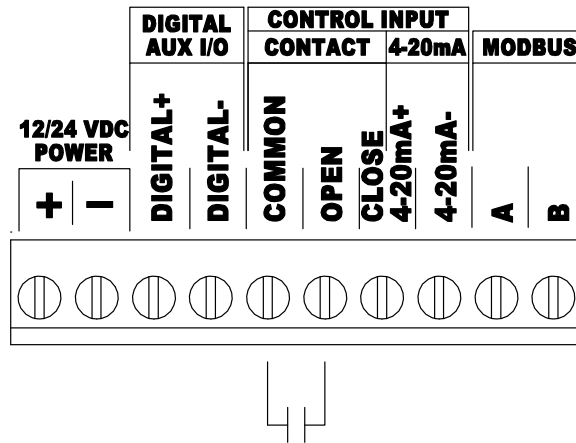 DIGITAL
AUX I/O
CONTROL INPUT
CONTACT
4-20mA
MODBUS
12/24 VDC
POWER
+
−
DIGITAL+
DIGITAL-
COMMON
OPEN
CLOSE
4-20mA+
4-20mA-
A
B